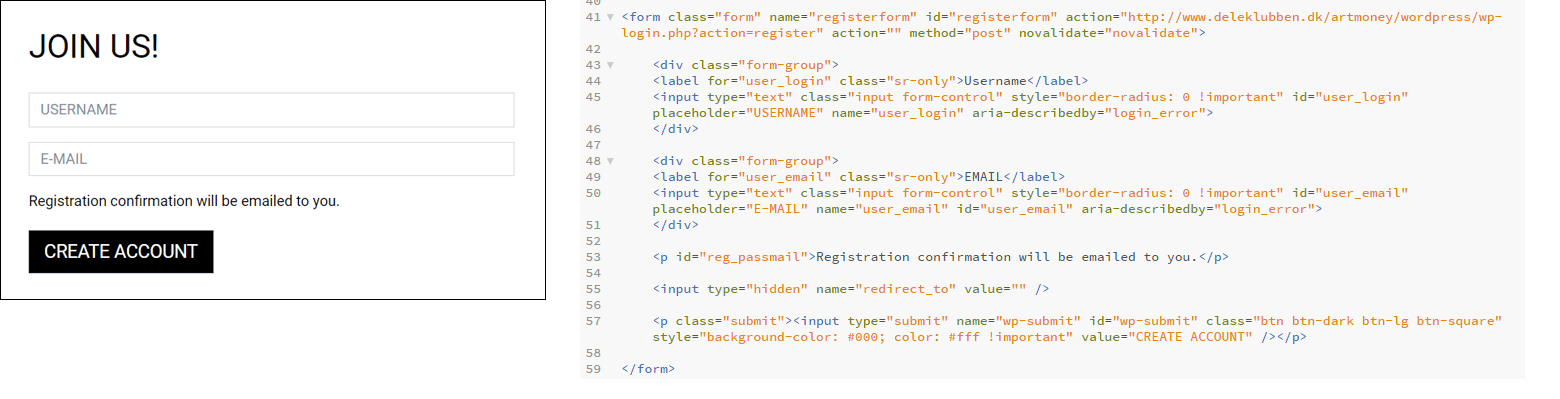 JOIN US!
USERNAME
E-MAIL
Registration confirmation will be emailed to you.
CREATE ACCOUNT
40
41 <form class="form" name="registerform" id="registerform" action="http://www.deleklubben.dk/artmoney/wordpress/wp-
login.php?action=register" action="" method="post" novalidate="novalidate">
42
43 <div class="form-group">
44 <label for="user_login" class="sr-only">Username</label>
45 <input type="text" class="input form-control" style="border-radius: 0 !important" id="user_login"
placeholder="USERNAME" name="user_login" aria-describedby="login_error">
46 </div>
47
48 <div class="form-group">
49 <label for="user_email" class="sr-only">EMAIL</label>
50 <input type="text" class="input form-control" style="border-radius: 0 !important" id="user_email"
placeholder="E-MAIL" name="user_email" id="user_email" aria-describedby="login_error">
51 </div>
52
53 <p id="reg_passmail">Registration confirmation will be emailed to you.</p>
54
55 <input type="hidden" name="redirect_to" value="" />
56
57 <p class="submit"><input type="submit" name="wp-submit" id="wp-submit" class="btn btn-dark btn-lg btn-square"
style="background-color: #000; color: #fff !important" value="CREATE ACCOUNT" /></p>
58
59 </form>